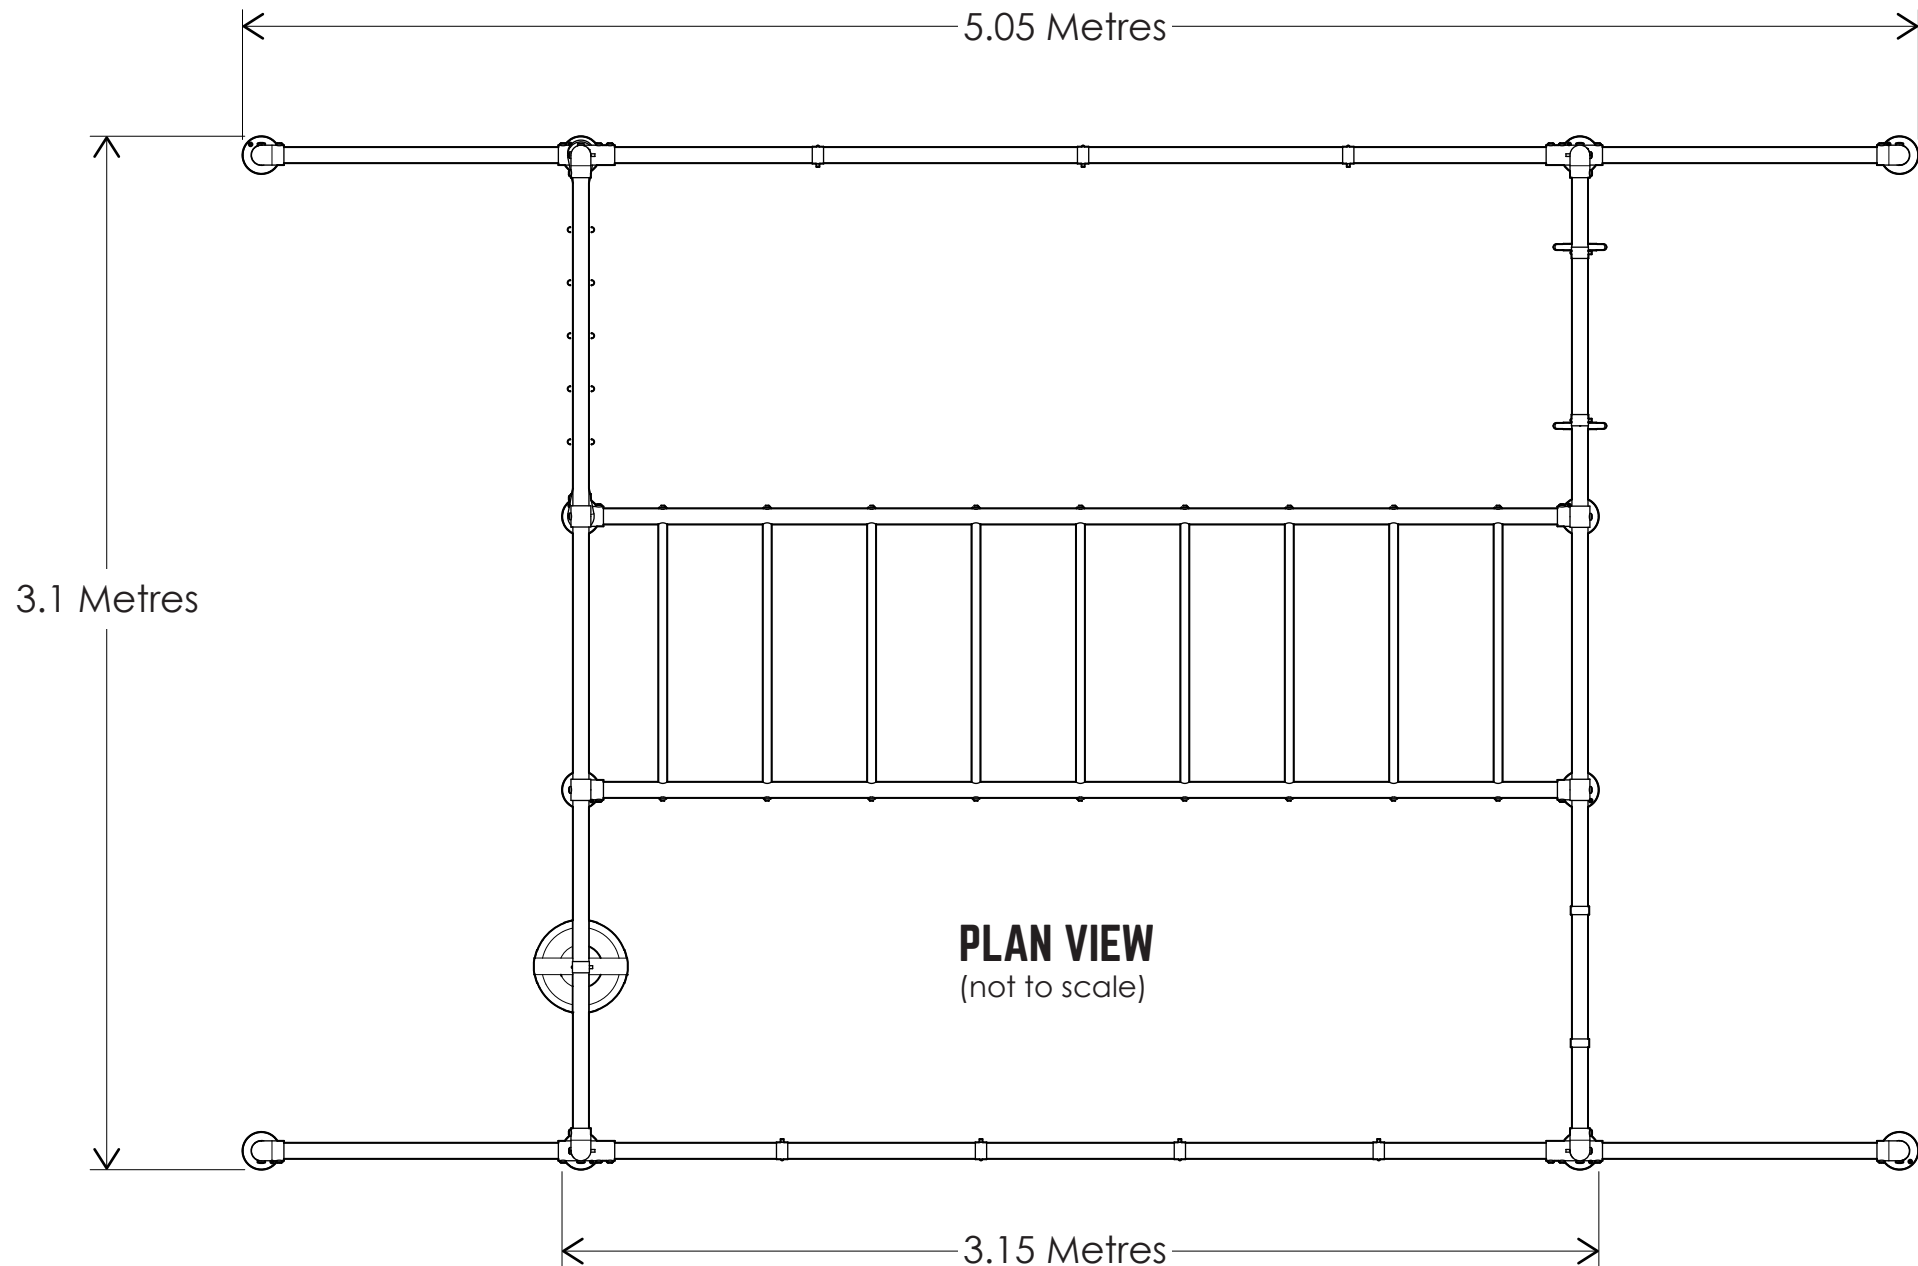 5.05 Metres
3.1 Metres
PLAN VIEW
(not to scale)
3.15 Metres